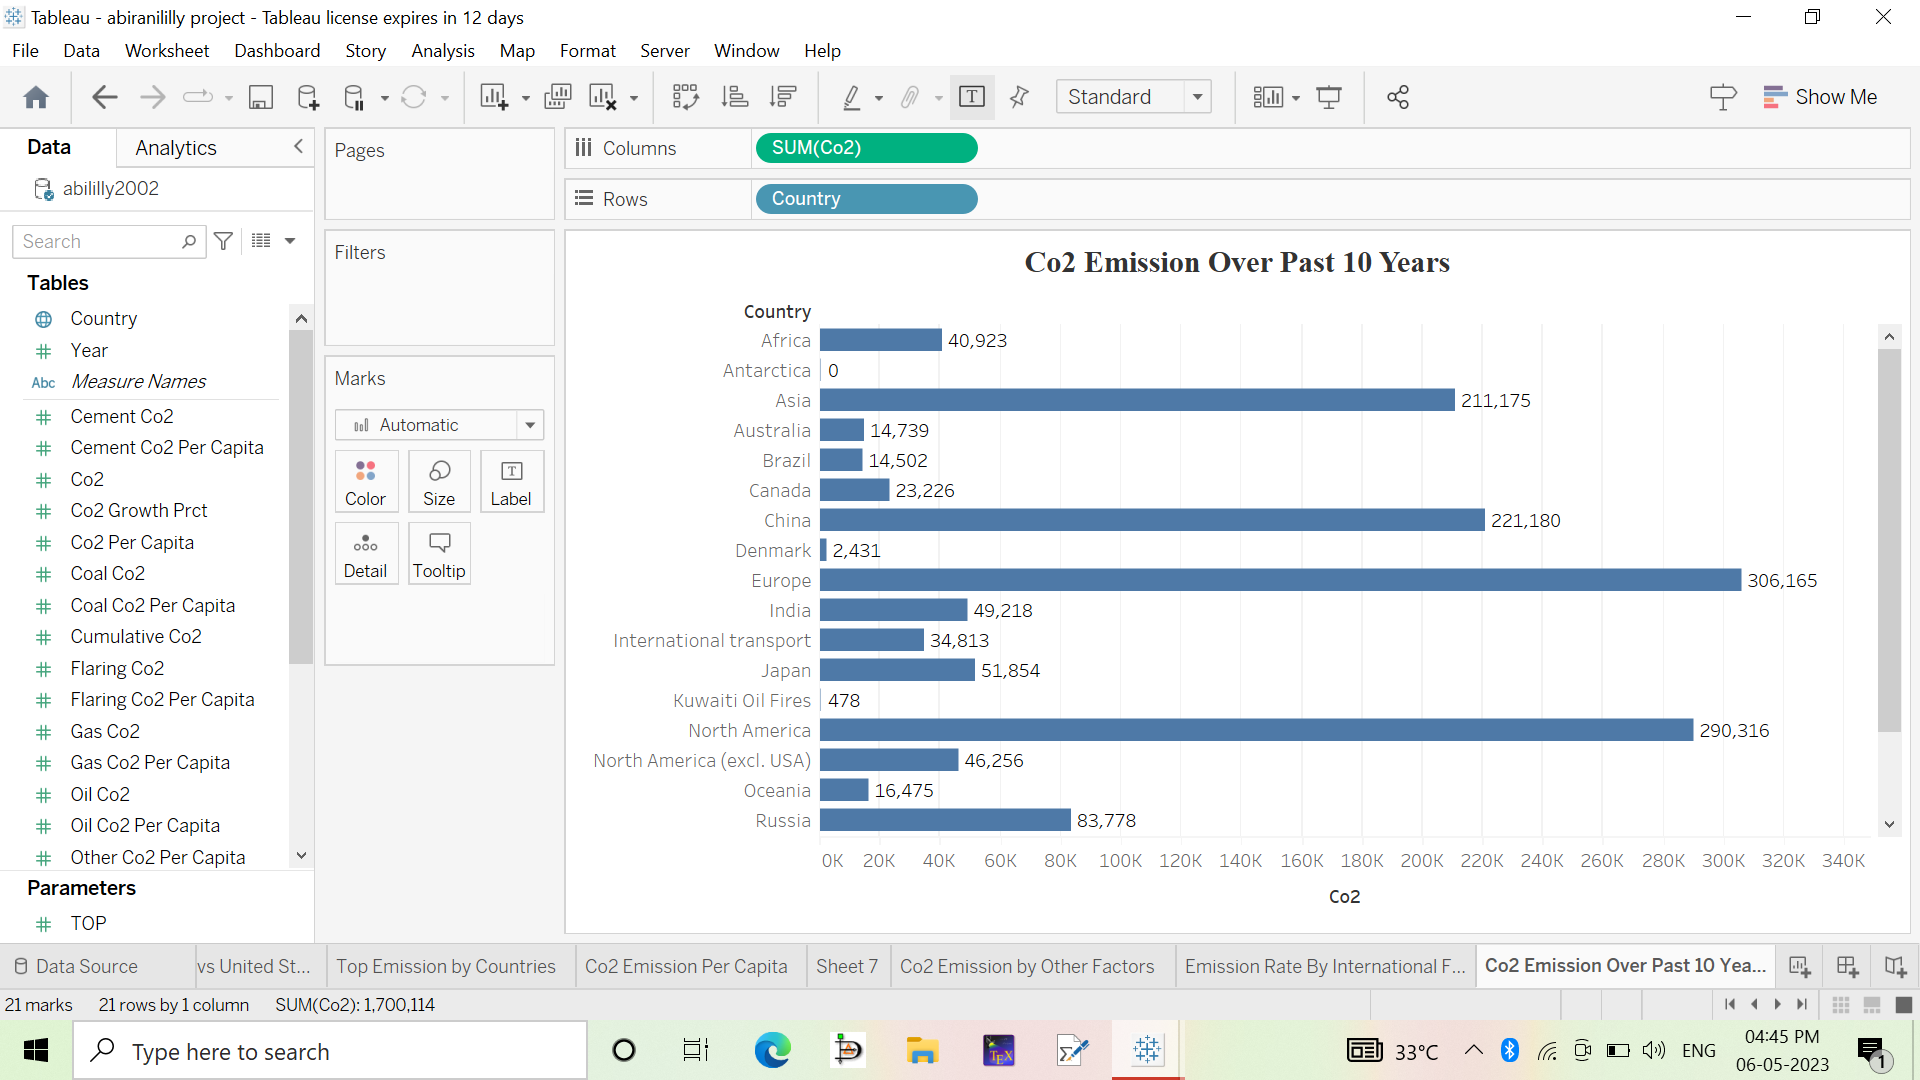 Tableau - abiranililly project - Tableau license expires in 12 days
File Data Worksheet Dashboard Story Analysis Map Format Server Window Help
Standard
Show Me
Data Analytics
abililly2002
Search
Tables
Country
Year
Abc Measure Names
Cement Co2
Cement Co2 Per Capita
Co2
Co2 Growth Prct
Co2 Per Capita
Coal Co2
Coal Co2 Per Capita
Cumulative Co2
Flaring Co2
Flaring Co2 Per Capita
Gas Co2
Gas Co2 Per Capita
Oil Co2
Oil Co2 Per Capita
Other Co2 Per Capita
Parameters
TOP
Pages
Filters
Marks
Automatic
Color Size Label
Detail Tooltip
Columns SUM(Co2)
Rows Country
Co2 Emission Over Past 10 Years
Country
Africa 40,923
Antarctica 0
Asia 211,175
Australia 14,739
Brazil 14,502
Canada 23,226
China 221,180
Denmark 2,431
Europe 306,165
India 49,218
International transport 34,813
Japan 51,854
Kuwaiti Oil Fires 478
North America 290,316
North America (excl. USA) 46,256
Oceania 16,475
Russia 83,778
0K 20K 40K 60K 80K 100K 120K 140K 160K 180K 200K 220K 240K 260K 280K 300K 320K 340K
Co2
Data Source vs United St... Top Emission by Countries Co2 Emission Per Capita Sheet 7 Co2 Emission by Other Factors Emission Rate By International F... Co2 Emission Over Past 10 Yea...
21 marks 21 rows by 1 column SUM(Co2): 1,700,114
Type here to search
TEX
33°C
ENG
04:45 PM
06-05-2023
1